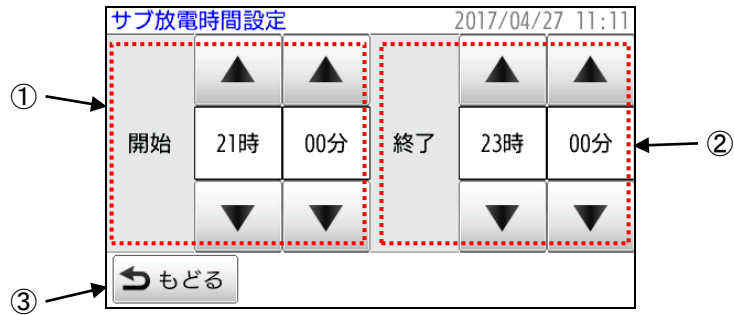 サブ放電時間設定 2017/04/27 11:11
① ▲ ▲ ▲ ▲
開始 21時 00分 終了 23時 00分 ②
▼ ▼ ▼ ▼
③ もどる